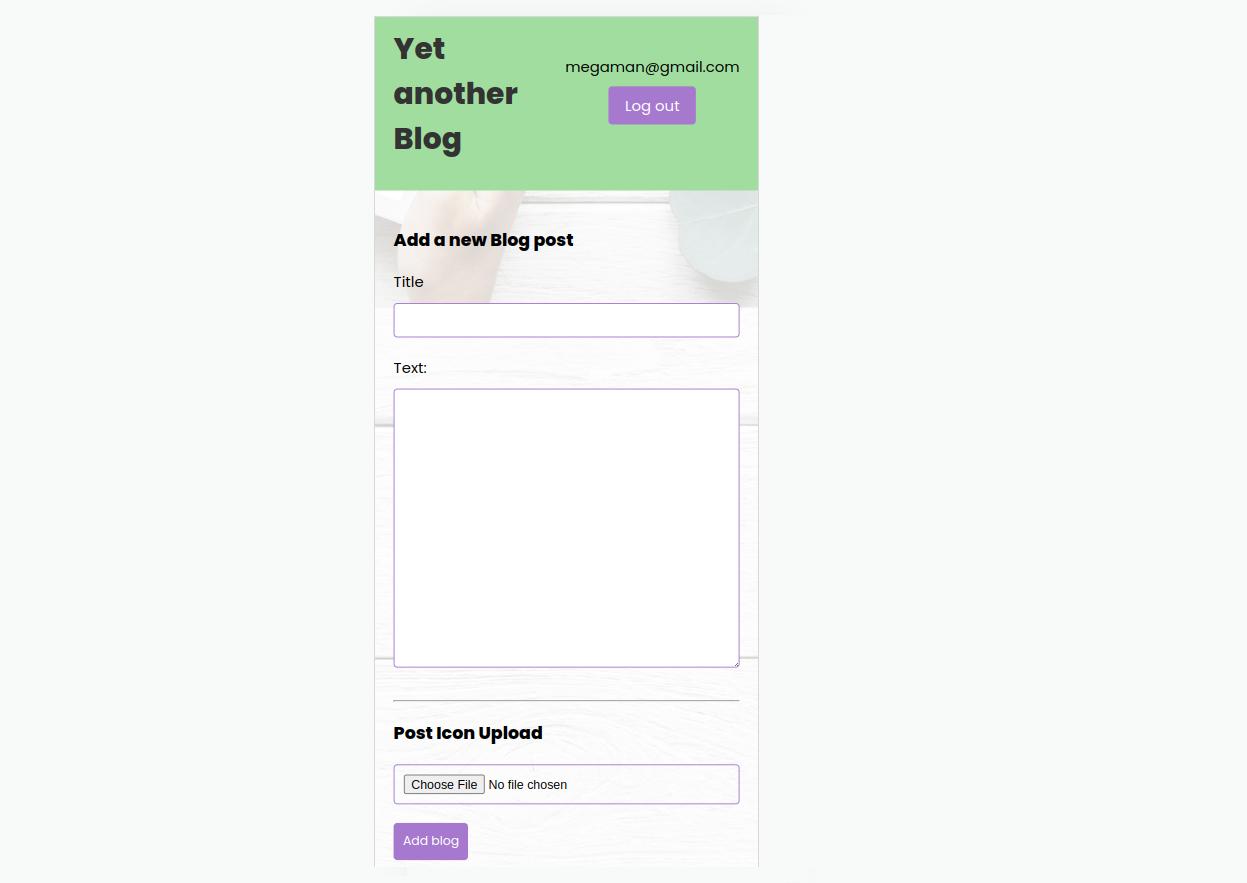 Yet
another
Blog
megaman@gmail.com
Log out
Add a new Blog post
Title
Text:
Post Icon Upload
Choose File No file chosen
Add blog